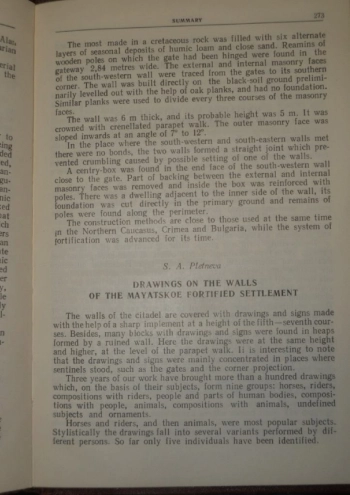 Also,
arian
erial
the
to
SUMMARY 273
The most made in a cretaceous rock was filled with six alternate
layers of seasonal deposits of humic loam and close sand. Reamins of
wooden poles on which the gate had been hinged were found in the
gateway 2,84 metres wide. The external and internal masonry faces
of the south-western wall were traced from the gates to its southern
corner. The wall was built directly on the black-soil ground prelimi-
narily levelled out with the help of oak planks, and had no foundation.
Similar planks were used to divide every three courses of the masonry
faces.
The wall was 6 m thick, and its probable height was 5 m. It was
crowned with crenellated parapet walk. The outer masonry face was
sloped inwards at an angle of 7° to 12°.
In the place where the south-western and south-eastern walls met
there were no bonds, the two walls formed a straight joint which pre-
vented crumbling caused by possible setting of one of the walls.
A centry-box was found in the end face of the south-western wall
close to the gate. Part of backing between the external and internal
masonry faces was removed and inside the box was reinforced with
poles. There was a dwelling adjacent to the inner side of the wall, its
foundation was cut directly in the primary ground and remains of
poles were found along the perimeter.
The construction methods are close to those used at the same time
in the Northern Caucasus, Crimea and Bulgaria, while the system of
fortification was advanced for its time.
S. A. Pletneva
DRAWINGS ON THE WALLS
OF THE MAYATSKOE FORTIFIED SETTLEMENT
The walls of the citadel are covered with drawings and signs made
with the help of a sharp implement at a height of the fifth—seventh cour-
ses. Besides, many blocks with drawings and signs were found in heaps
formed by a ruined wall. Here the drawings were at the same height
and higher, at the level of the parapet walk. It is interesting to note
that the drawings and signs were mainly concentrated in places where
sentinels stood, such as the gates and the corner projection.
Three years of our work have brought more than a hundred drawings
which, on the basis of their subjects, form nine groups: horses, riders,
compositions with riders, people and parts of human bodies, composi-
tions with people, animals, compositions with animals, undefined
subjects and ornaments.
Horses and riders, and then animals, were most popular subjects.
Stylistically the drawings fall into several variants performed by dif-
ferent persons. So far only five individuals have been identified.